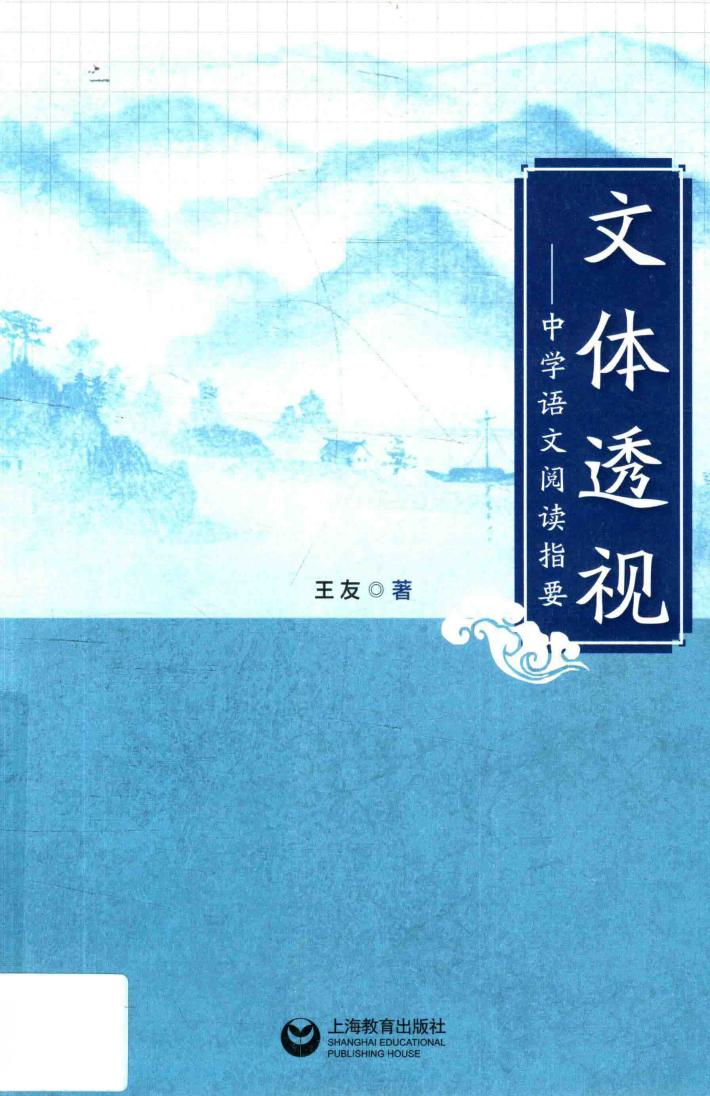 文体透视
——中学语文阅读指要
王友◎著
上海教育出版社
SHANGHAI EDUCATIONAL
PUBLISHING HOUSE